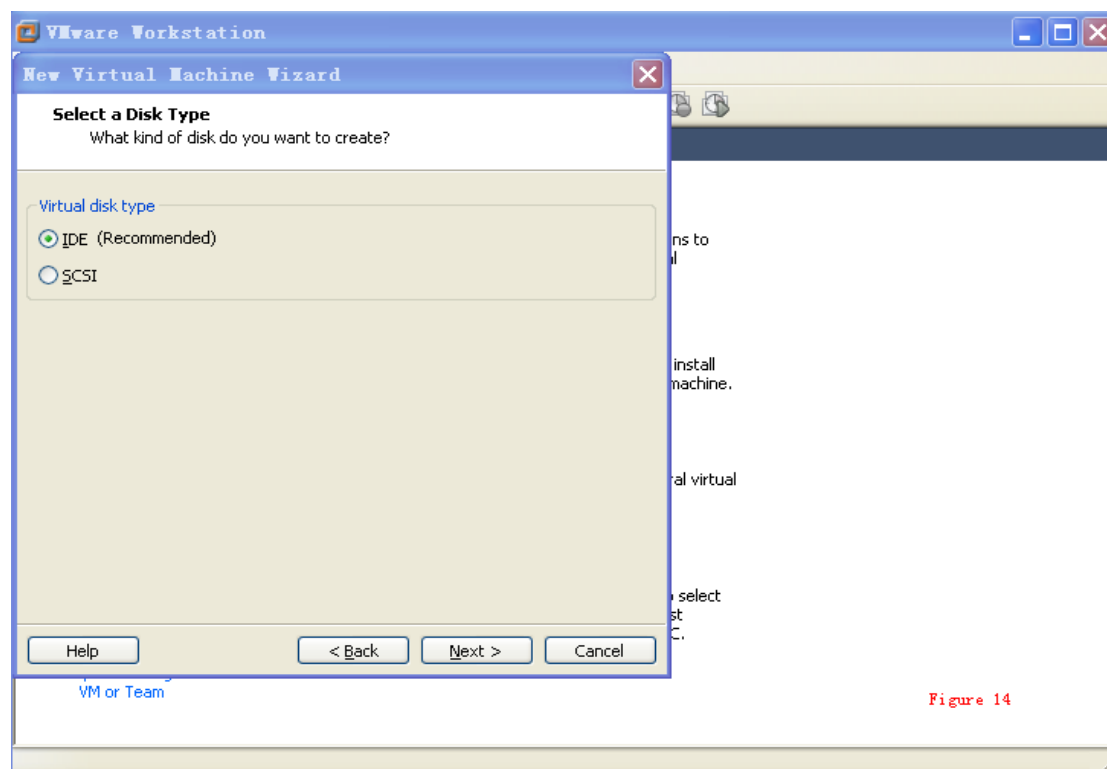 VMware Workstation
New Virtual Machine Wizard
Select a Disk Type
What kind of disk do you want to create?
Virtual disk type
IDE (Recommended)
SCSI
ns to
install
machine.
ral virtual
select
st
C.
Help
< Back
Next >
Cancel
VM or Team
Figure 14